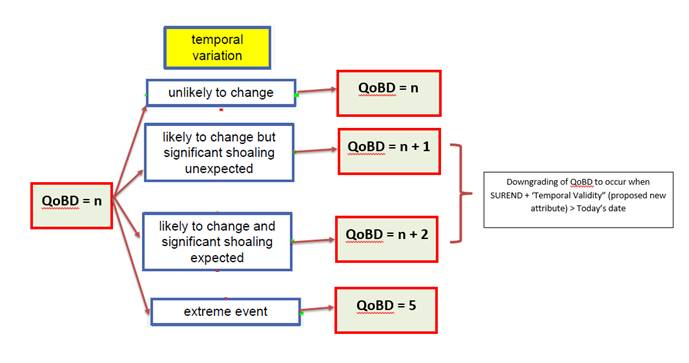 temporal
variation
unlikely to change
QoBD = n
likely to change but
significant shoaling
unexpected
QoBD = n + 1
QoBD = n
likely to change and
significant shoaling
expected
QoBD = n + 2
extreme event
QoBD = 5
Downgrading of QoBD to occur when
SUREND + 'Temporal Validity" (proposed new
attribute) > Today's date